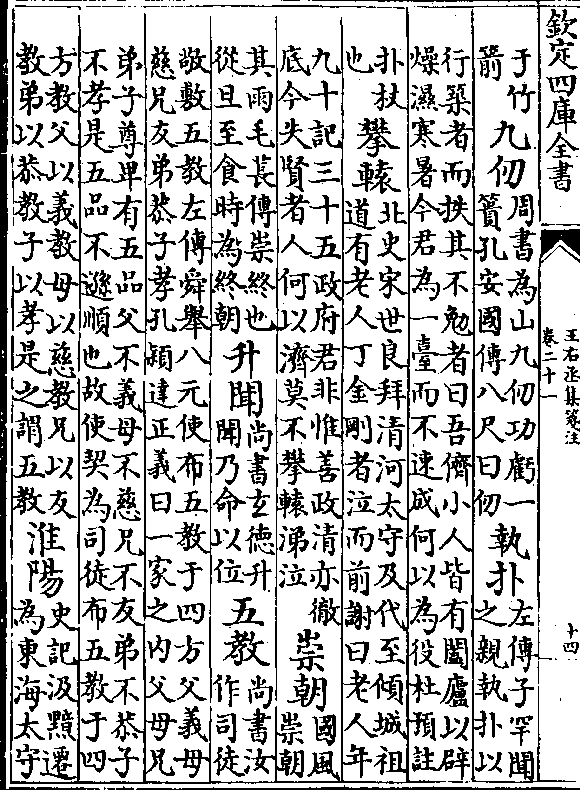 欽定四庫全書
王右丞集箋注
卷二十一
十四
于竹箭九仞周書為山九仞功虧一簣孔安國傳八尺曰仞執扑左傳子罕聞之親執扑以
行築者而抶其不勉者曰吾儕小人皆有闔廬以辟燥濕寒暑今君為一臺而不速成何以為役杜預註
扑杖也攀轅北史宋世良拜清河太守及代至傾城祖道有老人丁金剛者泣而前謝曰老人年
九十記三十五政府君非惟善政清亦徹底今失賢者人何以濟莫不攀轅涕泣崇朝國風崇朝
其雨毛萇傳崇終也從旦至食時為終朝升聞尚書玄德升聞乃命以位五教尚書汝作司徒
敬敷五教左傳舜舉八元使布五教于四方父義母慈兄友弟恭子孝孔穎達正義曰一家之内父母兄
弟子尊卑有五品父不義母不慈兄不友弟不恭子不孝是五品不遜順也故使契為司徒布五教于四
方教父以義教母以慈教兄以友教弟以恭教子以孝是之謂五教淮陽史記汲黯遷為東海太守